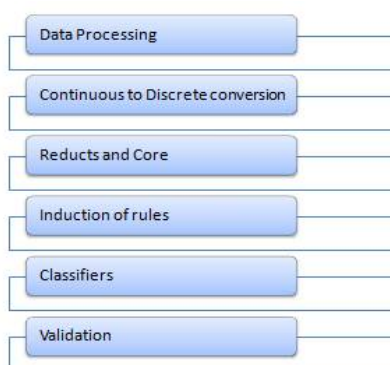 Data Processing
Continuous to Discrete conversion
Reducts and Core
Induction of rules
Classifiers
Validation